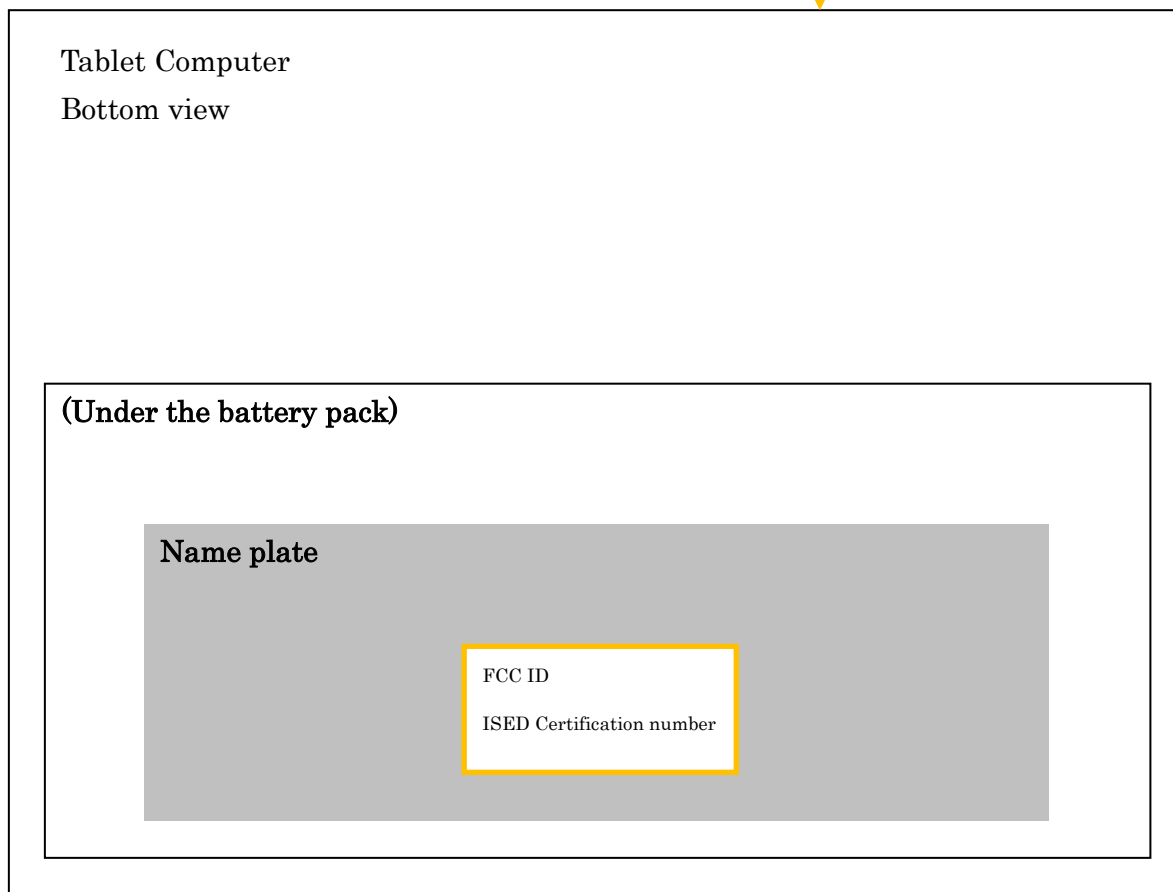 Tablet Computer
Bottom view
(Under the battery pack)
Name plate
FCC ID
ISED Certification number